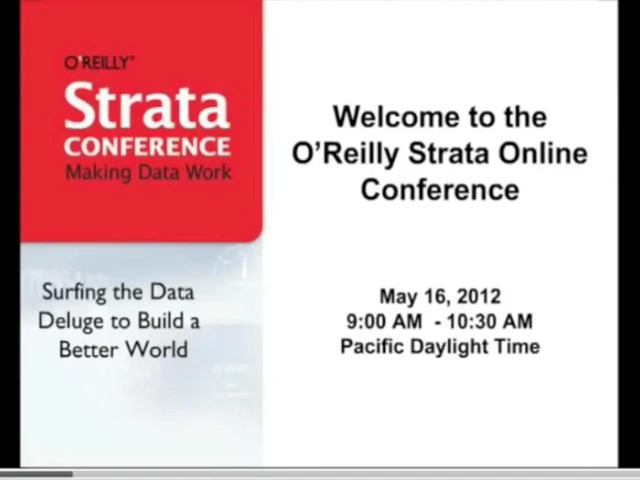 O'REILLY®
Strata
CONFERENCE
Making Data Work
Surfing the Data
Deluge to Build a
Better World
Welcome to the
O'Reilly Strata Online
Conference
May 16, 2012
9:00 AM - 10:30 AM
Pacific Daylight Time